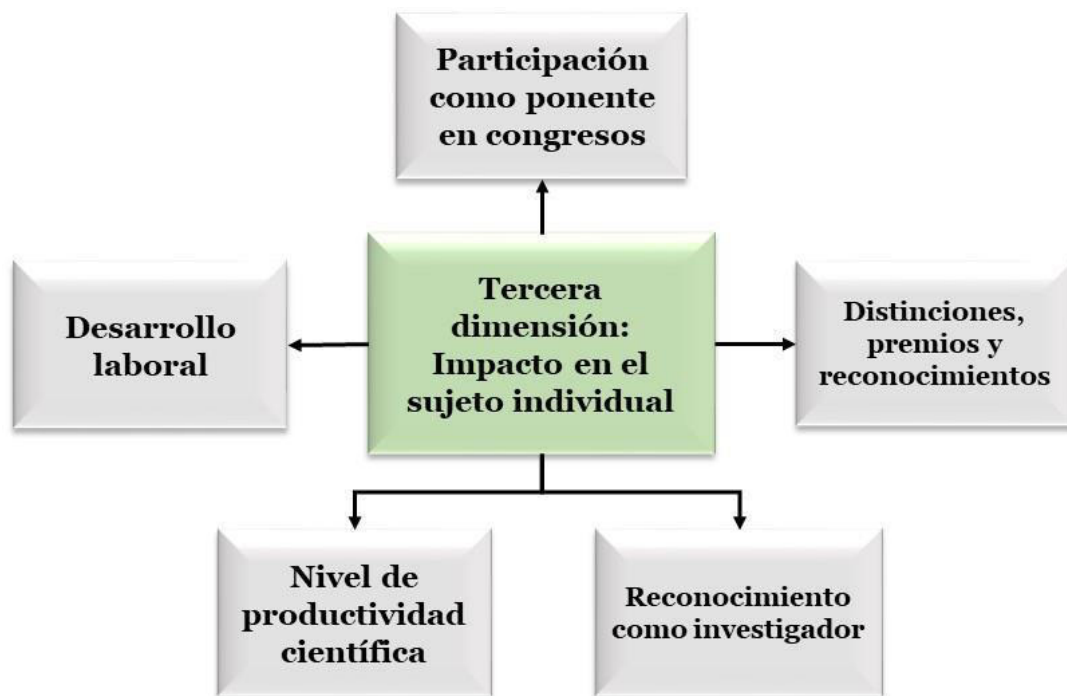 Participación
como ponente
en congresos
Desarrollo
laboral
Tercera
dimensión:
Impacto en el
sujeto individual
Distinciones,
premios y
reconocimientos
Nivel de
productividad
científica
Reconocimiento
como investigador